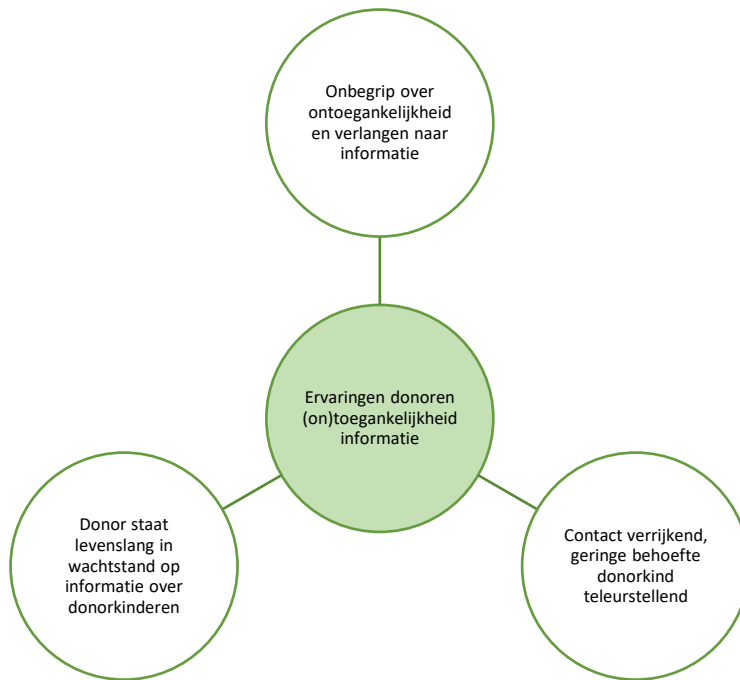 Onbegrip over
ontoegankelijkheid
en verlangen naar
informatie
Ervaringen donoren
(on)toegankelijkheid
informatie
Donor staat
levenslang in
wachtstand op
informatie over
donorkinderen
Contact verrijkend,
geringe behoefte
donorkind
teleurstellend